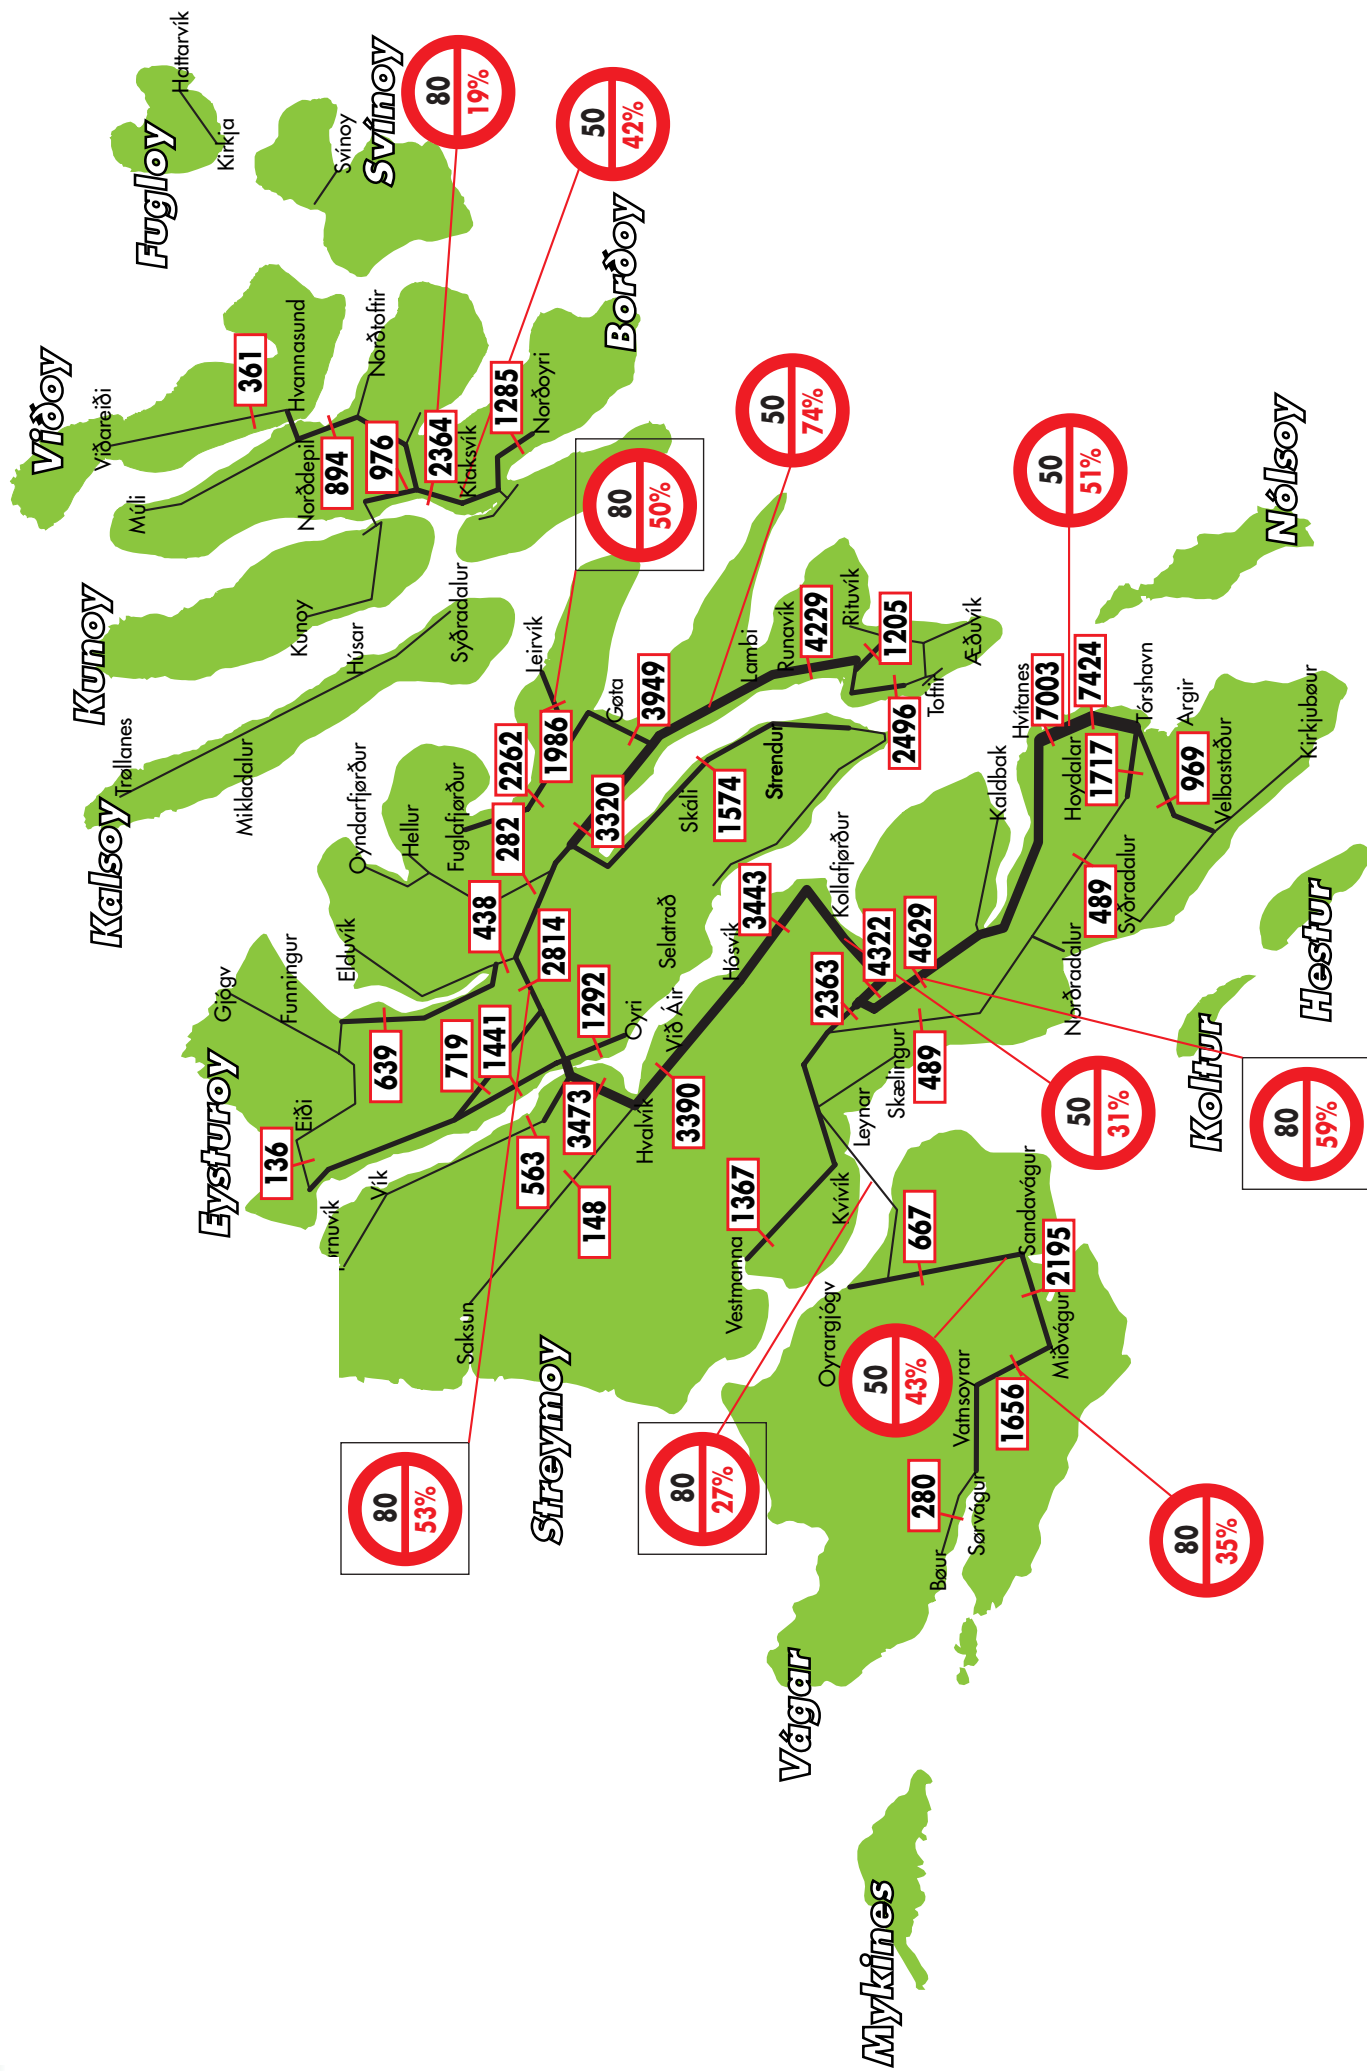 Mykines
Vágar
Streymoy
Eysturoy
Kalsoy
Kunoy
Viðoy
Fugloy
Svínoy
Borðoy
Nólsoy
Hestur
Koltur
Hattarvík
Kirkja
Svínoy
Viðareiði
361
Hvannasund
Múli
Norðdepil
Norðtoftir
894
976
2364
Klaksvík
1285
Norðoyri
Kunoy
Húsar
Syðradalur
Trøllanes
Mikladalur
80
19%
50
42%
80
50%
50
74%
50
51%
Gjógv
Funningur
Elduvík
Oyndarfjørður
Hellur
Fuglafjørður
Leirvík
Gøta
Eiði
136
639
719
1441
438
282
2262
1986
3949
3320
2814
1292
Oyri
Skáli
1574
Strendur
Selatrað
Lambi
Runavík
4229
Rituvík
1205
Æðuvík
Toftir
2496
rnuvík
Vík
563
3473
148
Saksun
Hvalvík
3390
Við Áir
Hósvík
3443
Kollafjørður
4322
2363
4629
Kaldbak
Hvítanes
7003
7424
Hoydalar
1717
Tórshavn
Argir
969
Velbastaður
Kirkjubøur
489
Syðradalur
Norðradalur
489
Skælingur
Leynar
Kvívík
1367
Vestmanna
50
31%
80
59%
80
53%
80
27%
Oyrargjógv
667
50
43%
Sandavágur
2195
Miðvágur
Vatnsoyrar
1656
280
Sørvágur
Bøur
80
35%